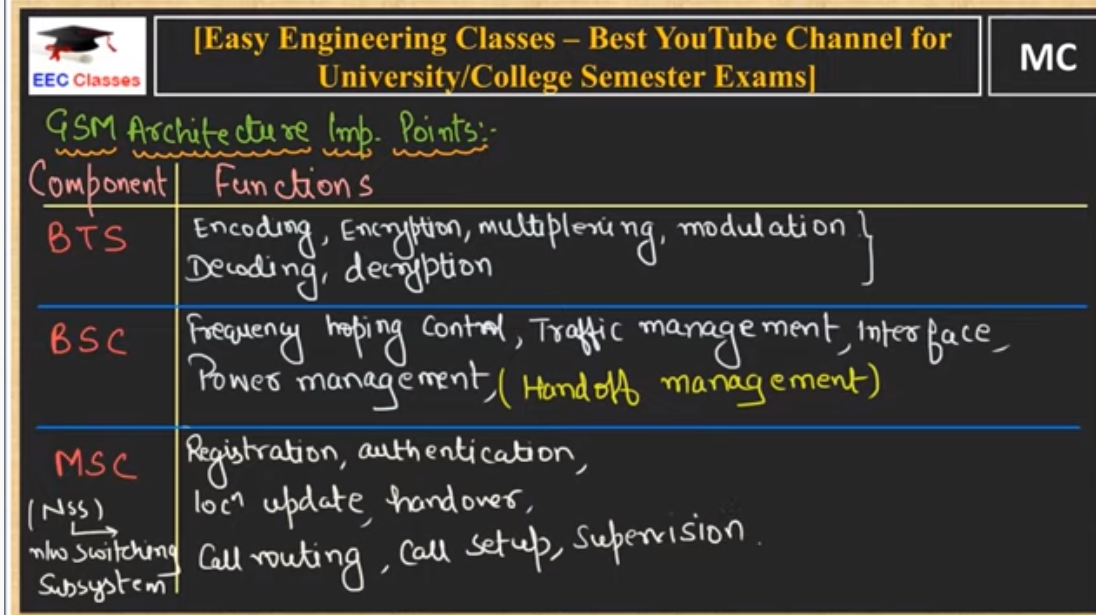 EEC Classes
[Easy Engineering Classes – Best YouTube Channel for
University/College Semester Exams]
MC
GSM Architecture Imp. Points:-
Component Functions
BTS Encoding, Encryption, multiplexing, modulation }
Decoding, decryption
BSC Frequency hoping Control, Traffic management, Interface,
Power management, (Handoff management)
MSC Registration, authentication,
(NSS) locⁿ update, handover,
n/w switching Call routing, Call setup, Supervision.
Subsystem